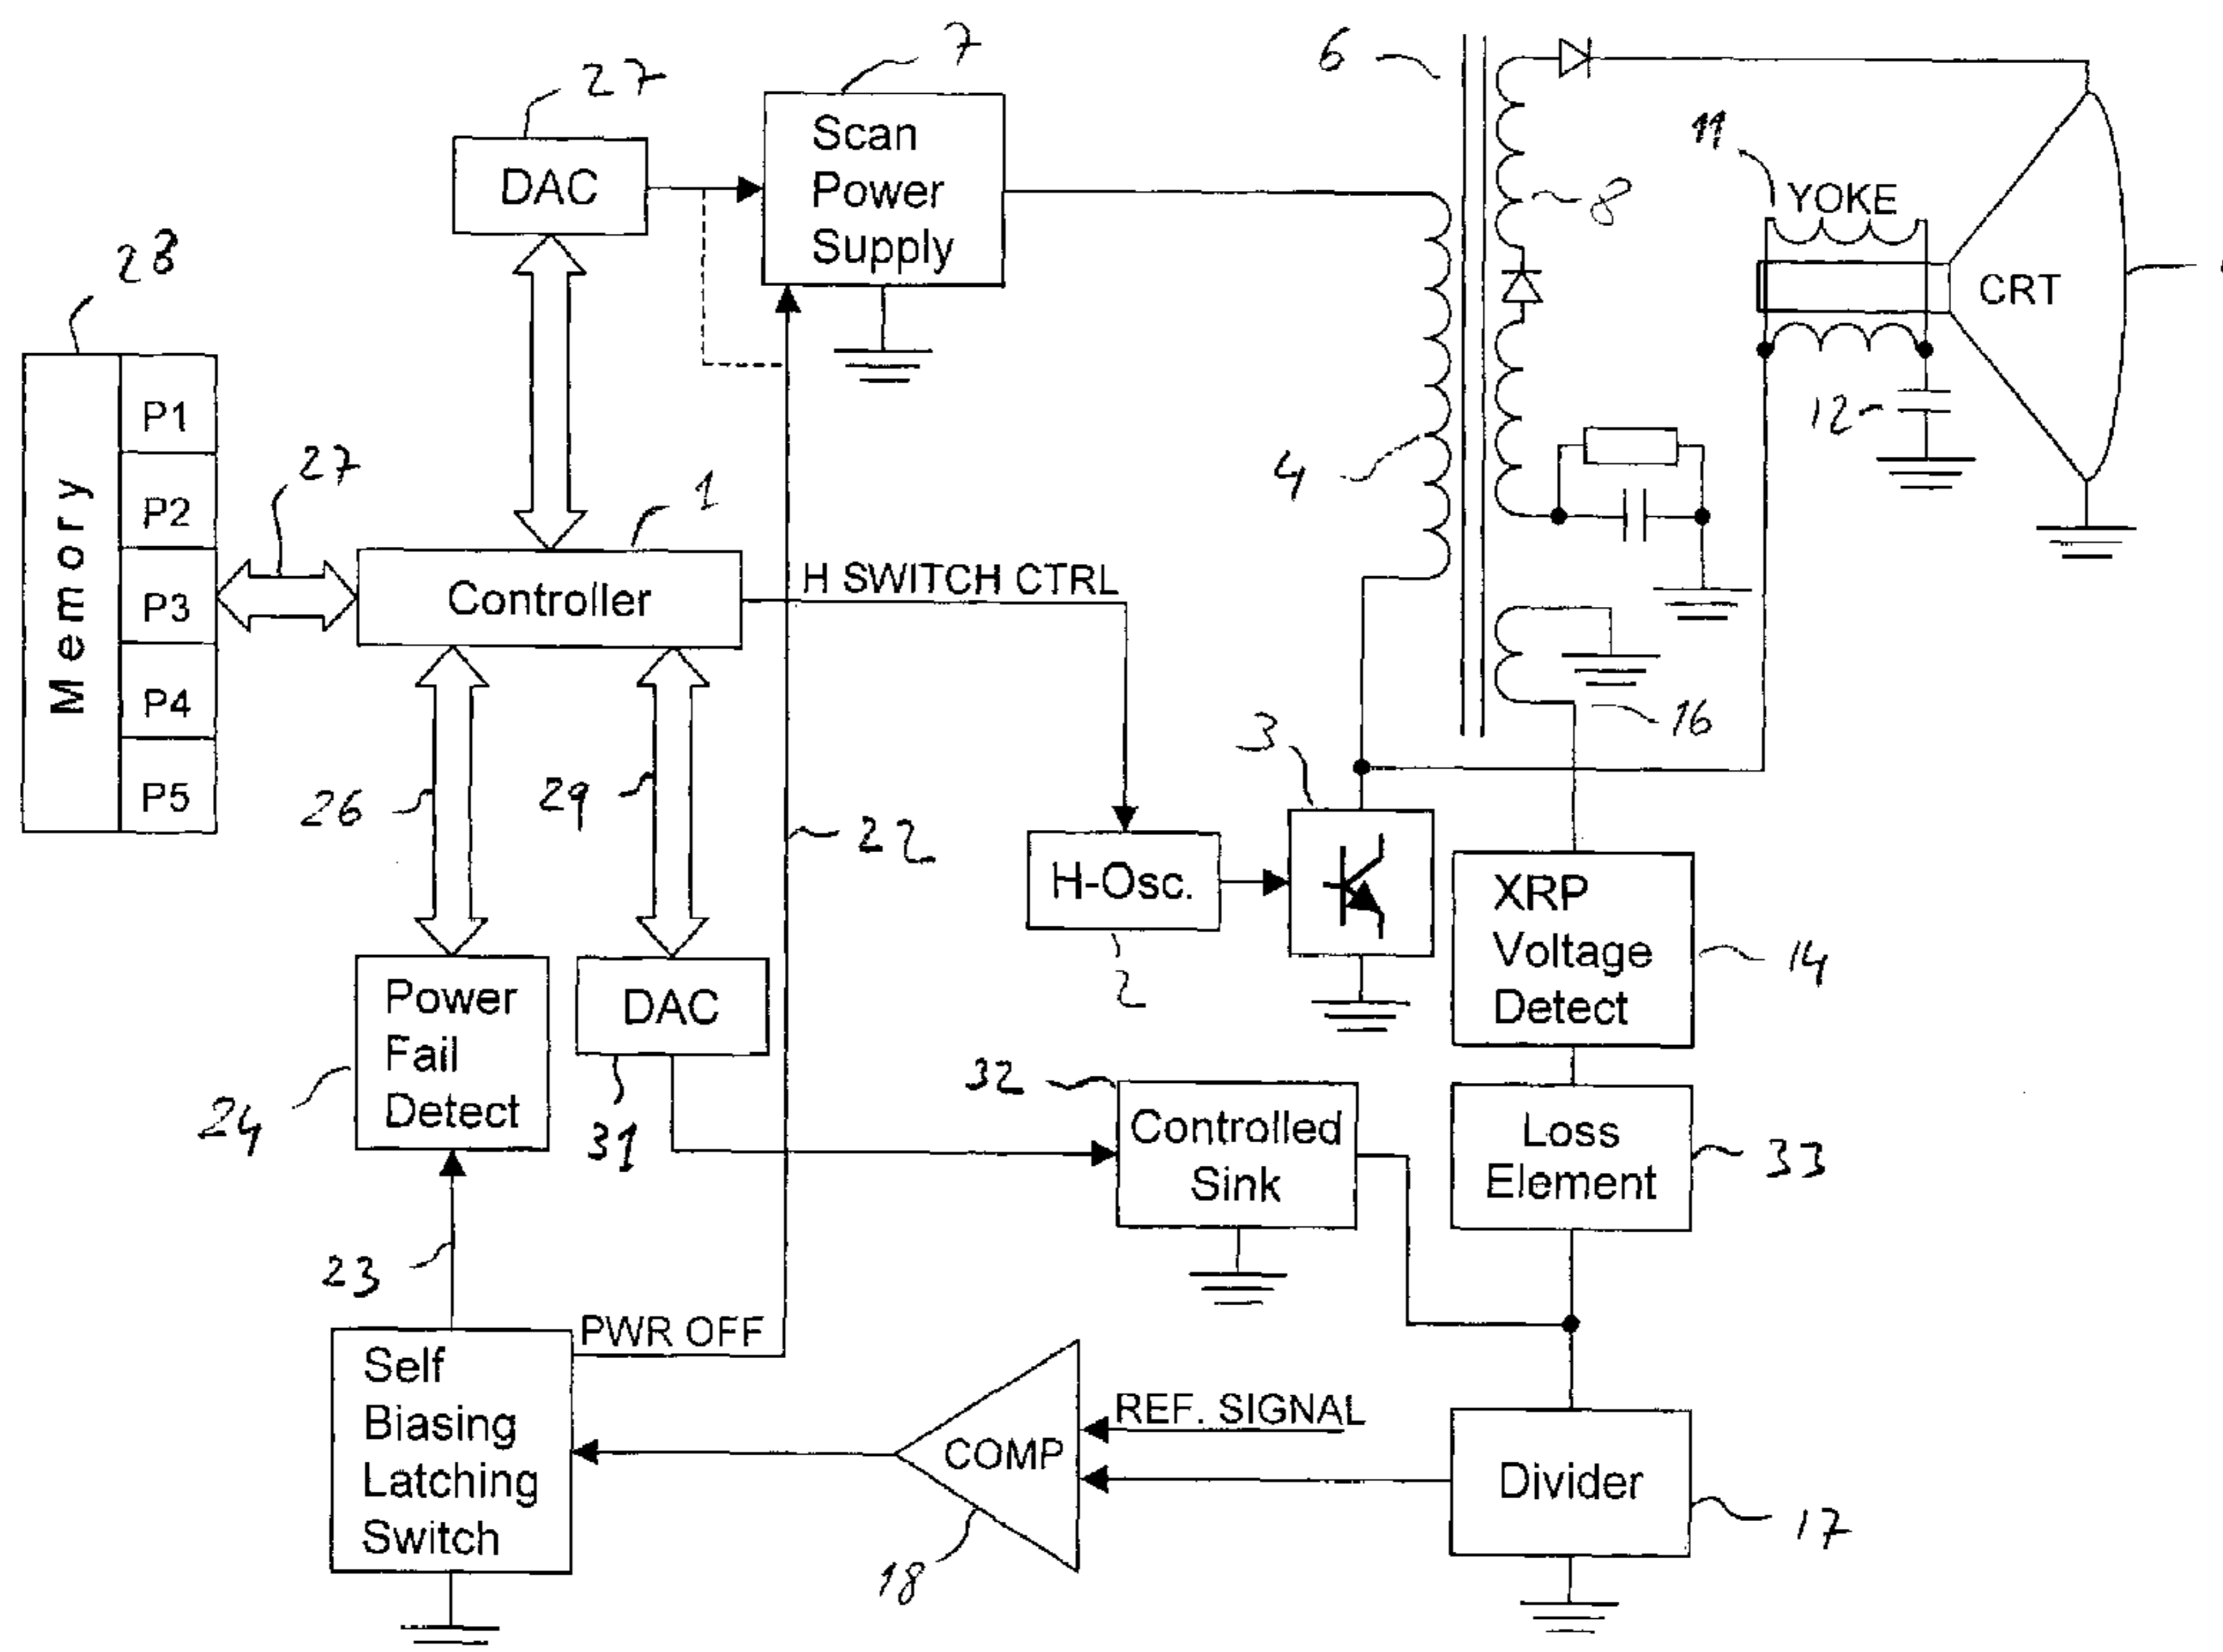 7
6
27
Scan
Power
Supply
DAC
11
YOKE
8
28
CRT
12
P1
4
27
1
P2
Memory
Controller
H SWITCH CTRL
P3
P4
16
3
P5
26
29
22
H-Osc.
XRP
Voltage
Detect
14
2
Power
Fail
Detect
DAC
24
31
32
Controlled
Sink
Loss
Element
33
23
PWR OFF
Self
Biasing
Latching
Switch
REF. SIGNAL
COMP
Divider
18
17